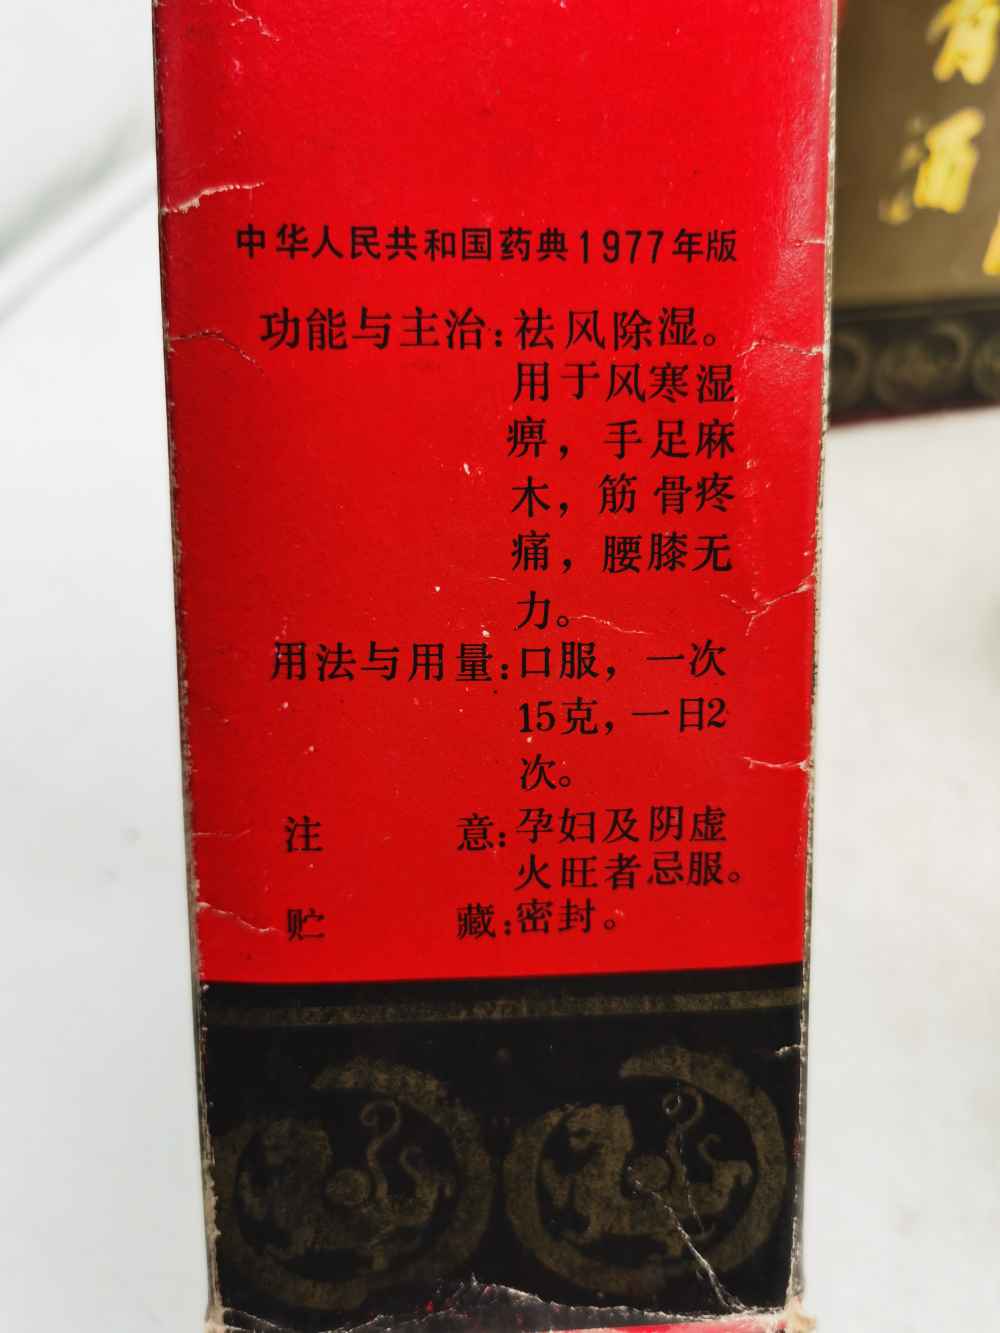 中华人民共和国药典1977年版
功能与主治:祛风除湿。
用于风寒湿
痹，手足麻
木，筋骨疼
痛，腰膝无
力。
用法与用量:口服，一次
15克，一日2
次。
注意:孕妇及阴虚
火旺者忌服。
贮藏:密封。
酒